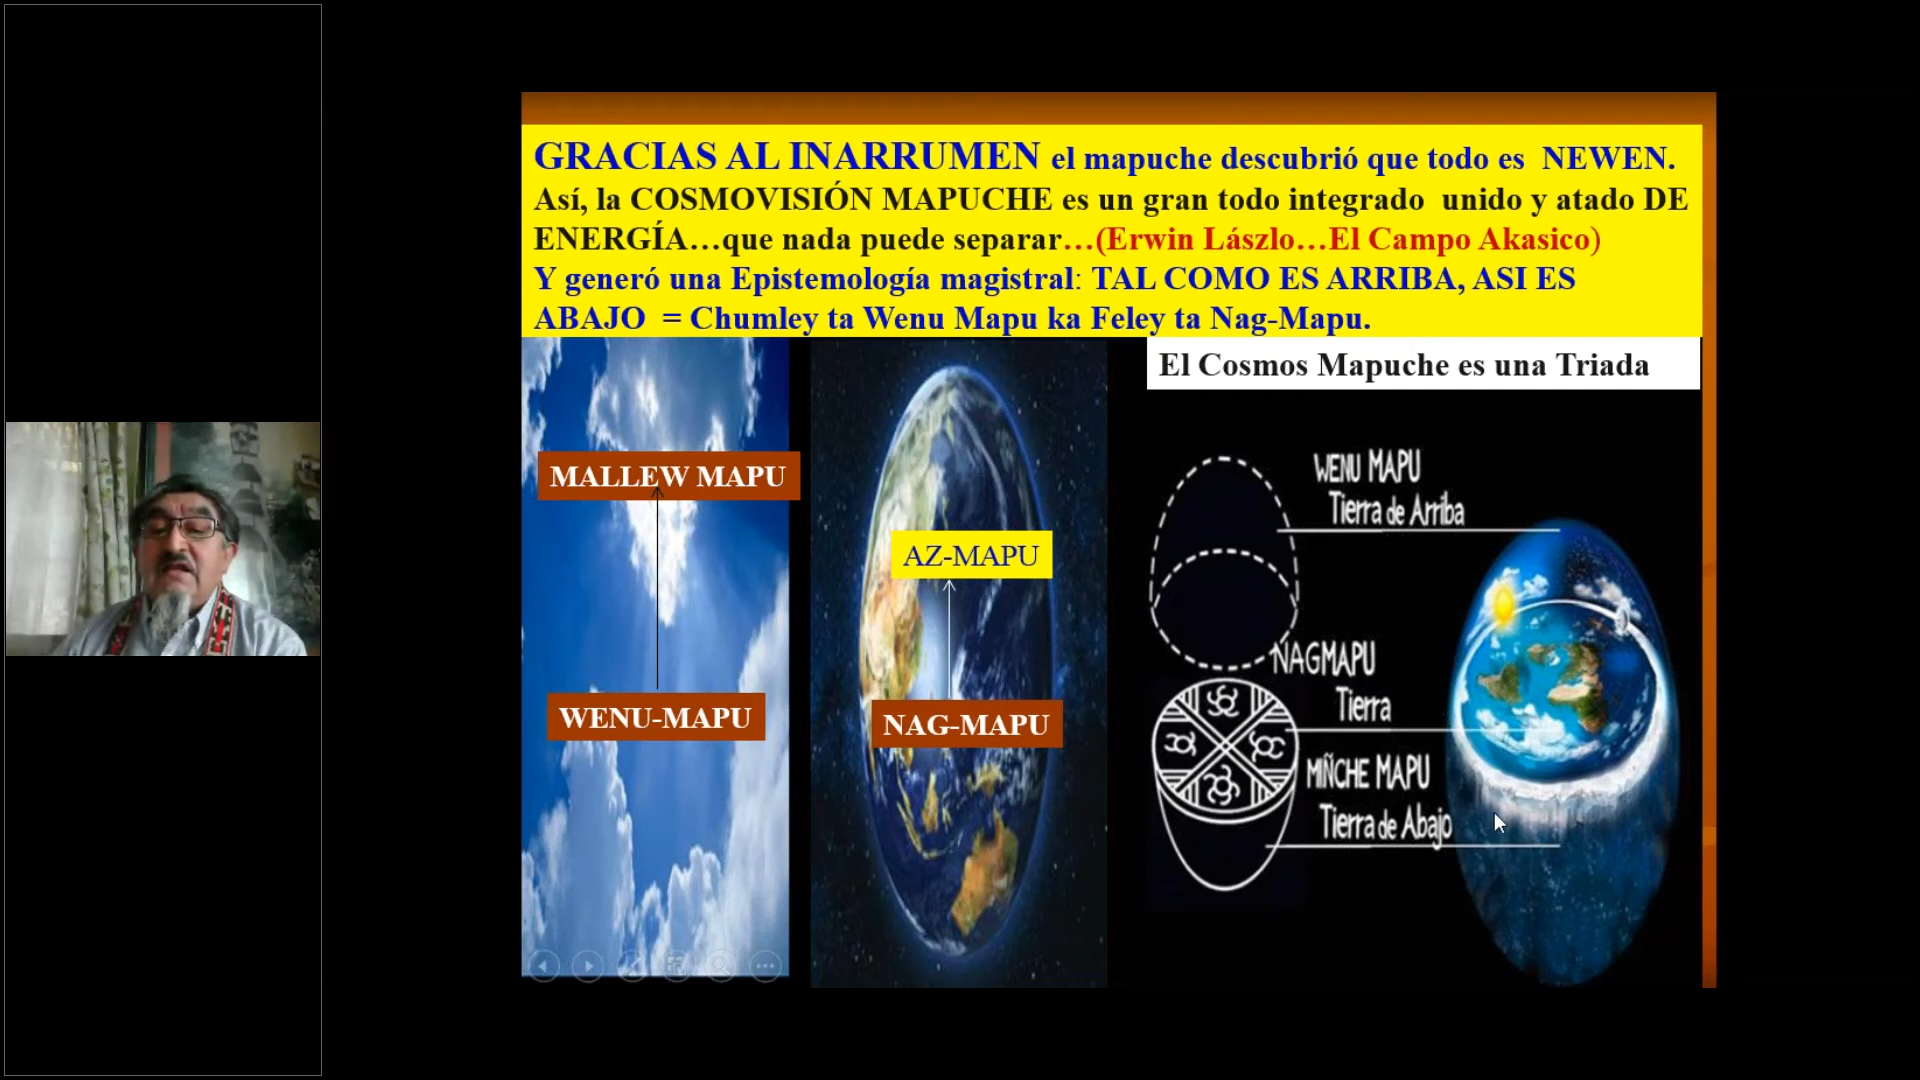 GRACIAS AL INARRUMEN el mapuche descubrió que todo es NEWEN.
Así, la COSMOVISIÓN MAPUCHE es un gran todo integrado unido y atado DE
ENERGÍA...que nada puede separar...(Erwin Lászlo...El Campo Akasico)
Y generó una Epistemología magistral: TAL COMO ES ARRIBA, ASI ES
ABAJO = Chumley ta Wenu Mapu ka Feley ta Nag-Mapu.
El Cosmos Mapuche es una Triada
MALLEW MAPU
WENU-MAPU
AZ-MAPU
NAG-MAPU
WENU MAPU
Tierra de Arriba
NAGMAPU
Tierra
MIÑCHE MAPU
Tierra de Abajo